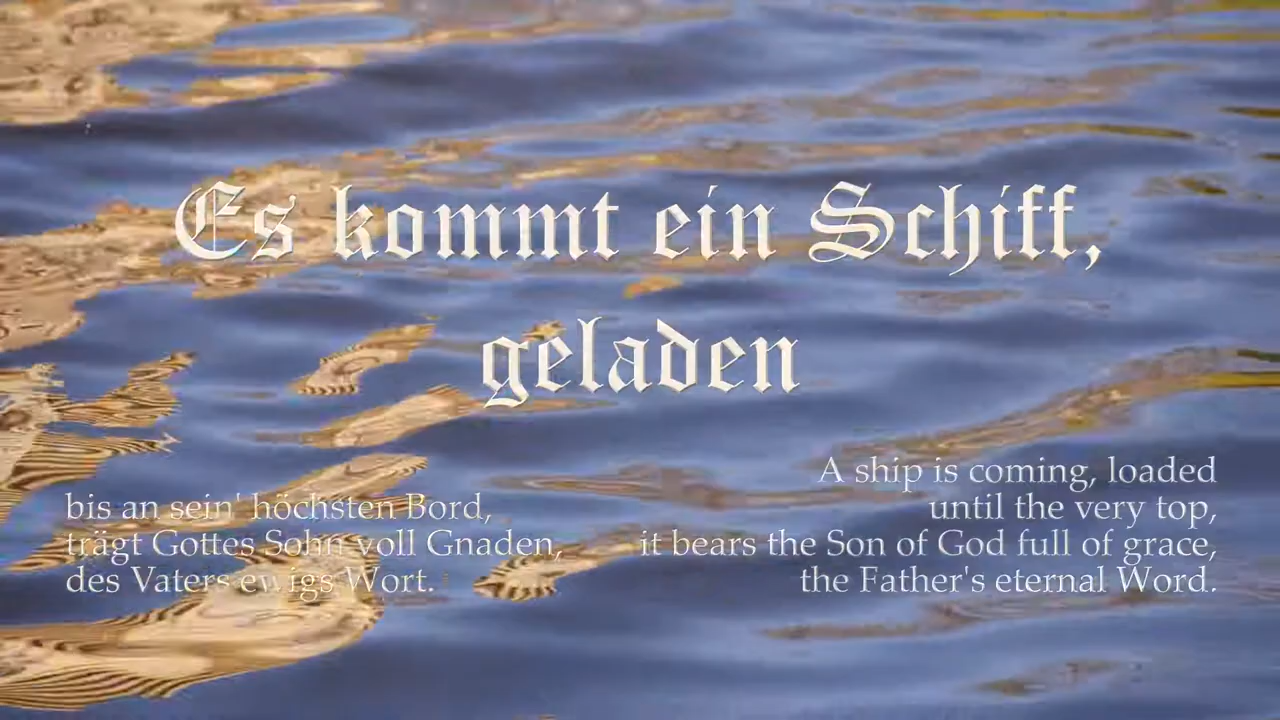 Es kommt ein Schiff,
geladen
bis an sein' höchsten Bord,
trägt Gottes Sohn voll Gnaden,
des Vaters ewigs Wort.
A ship is coming, loaded
until the very top,
it bears the Son of God full of grace,
the Father's eternal Word.